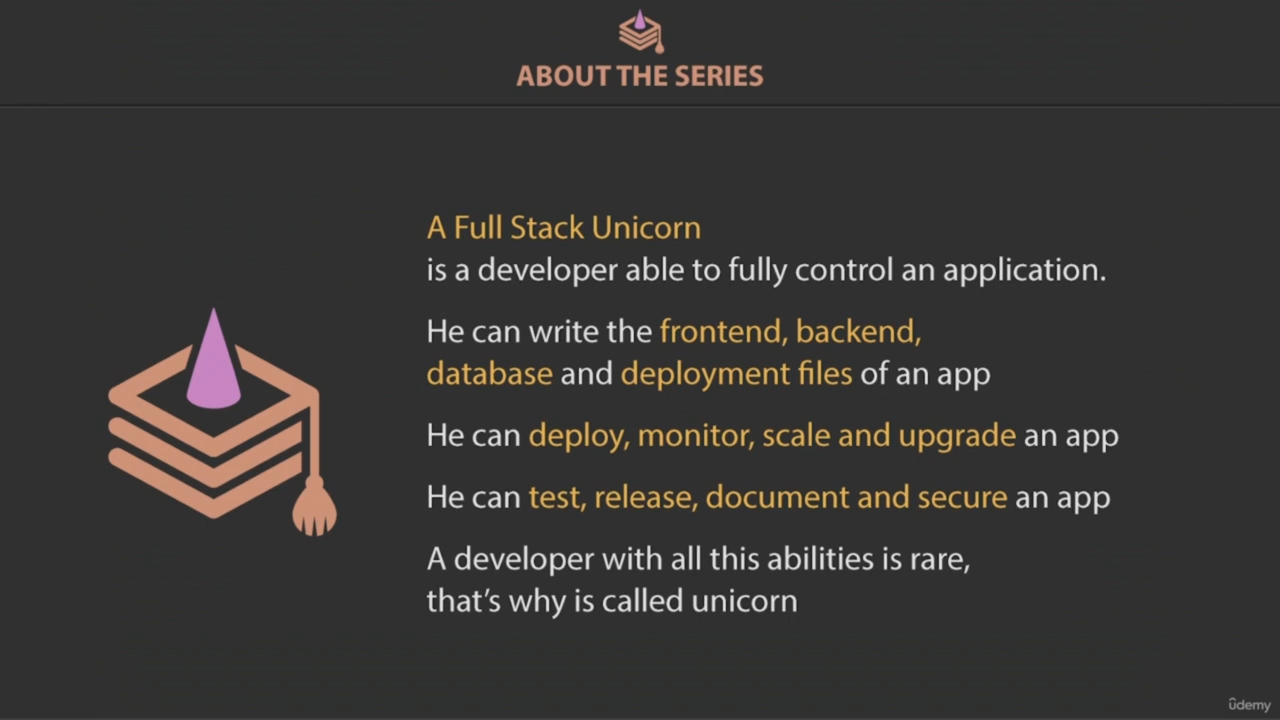 ABOUT THE SERIES
A Full Stack Unicorn
is a developer able to fully control an application.
He can write the frontend, backend,
database and deployment files of an app
He can deploy, monitor, scale and upgrade an app
He can test, release, document and secure an app
A developer with all this abilities is rare,
that's why is called unicorn
ûdemy